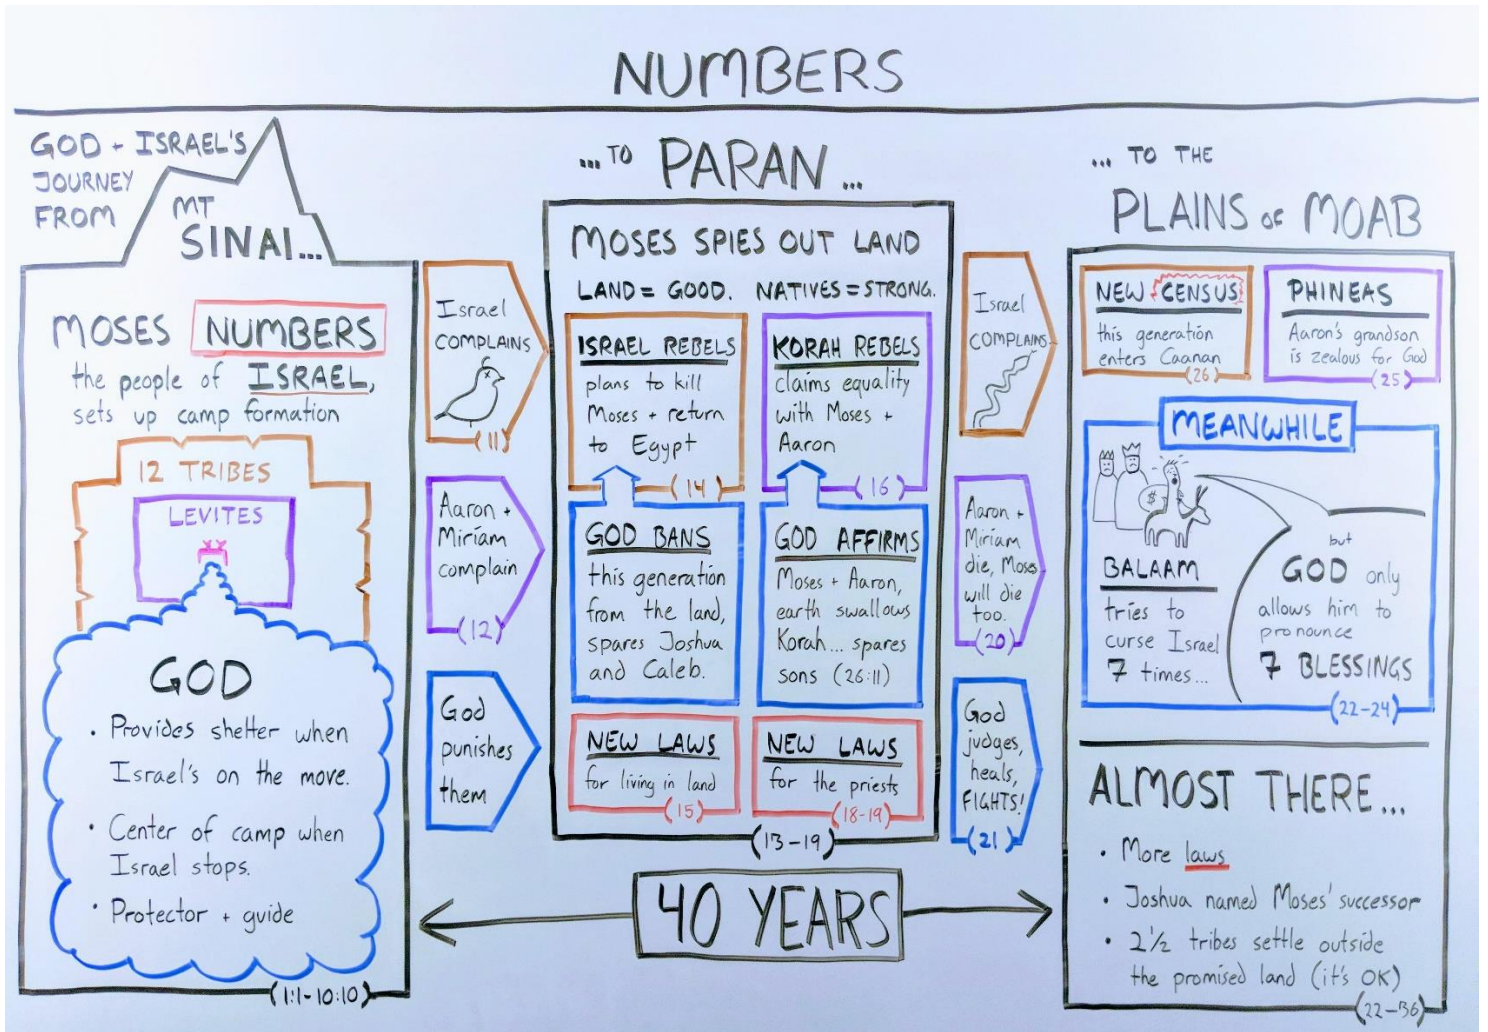 NUMBERS
GOD + ISRAEL'S
JOURNEY
FROM
MT
SINAI...
MOSES NUMBERS
the people of ISRAEL,
sets up camp formation
12 TRIBES
LEVITES
GOD
• Provides shelter when
Israel's on the move.
• Center of camp when
Israel stops.
• Protector + guide
(1:1-10:10)
Israel
COMPLAINS
(11)
Aaron +
Miriam
complain
(12)
God
punishes
them
...TO PARAN...
MOSES SPIES OUT LAND
LAND = GOOD. NATIVES = STRONG.
ISRAEL REBELS
plans to kill
Moses + return
to Egypt
(14)
KORAH REBELS
claims equality
with Moses +
Aaron
(16)
GOD BANS
this generation
from the land,
spares Joshua
and Caleb.
GOD AFFIRMS
Moses + Aaron,
earth swallows
Korah... spares
sons (26:11)
NEW LAWS
for living in land
(15)
NEW LAWS
for the priests
(18-19)
(13-19)
40 YEARS
Israel
COMPLAINS...
Aaron +
Miriam
die, Moses
will die
too.
(20)
God
judges,
heals,
FIGHTS!
(21)
... TO THE
PLAINS OF MOAB
NEW CENSUS
this generation
enters Caanan
(26)
PHINEAS
Aaron's grandson
is zealous for God
(25)
MEANWHILE
$
BALAAM
tries to
curse Israel
7 times...
but
GOD only
allows him to
pronounce
7 BLESSINGS
(22-24)
ALMOST THERE...
• More laws
• Joshua named Moses' successor
• 2½ tribes settle outside
the promised land (it's OK)
(22-36)